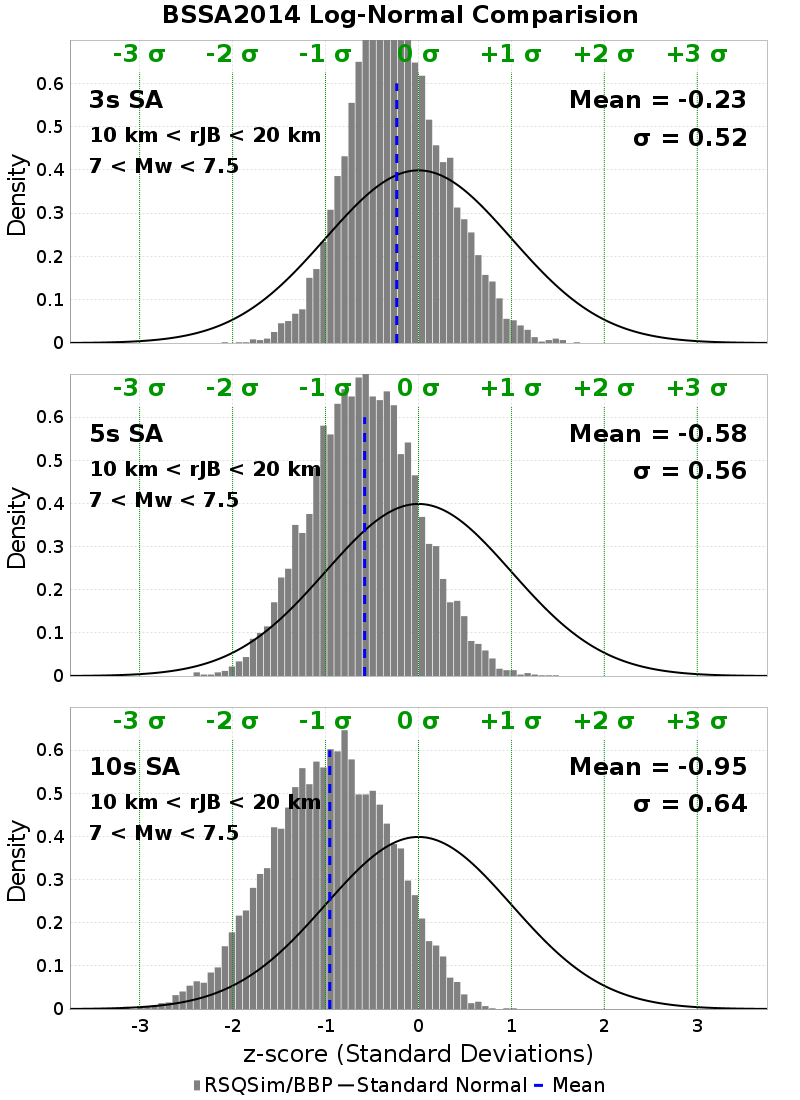 BSSA2014 Log-Normal Comparision
-3 σ -2 σ -1 σ 0 σ +1 σ +2 σ +3 σ
3s SA
10 km < rJB < 20 km
7 < Mw < 7.5
Mean = -0.23
σ = 0.52
Density
0.6
0.5
0.4
0.3
0.2
0.1
0
-3 σ -2 σ -1 σ 0 σ +1 σ +2 σ +3 σ
5s SA
10 km < rJB < 20 km
7 < Mw < 7.5
Mean = -0.58
σ = 0.56
Density
0.6
0.5
0.4
0.3
0.2
0.1
0
-3 σ -2 σ -1 σ 0 σ +1 σ +2 σ +3 σ
10s SA
10 km < rJB < 20 km
7 < Mw < 7.5
Mean = -0.95
σ = 0.64
Density
0.6
0.5
0.4
0.3
0.2
0.1
0
-3 -2 -1 0 1 2 3
z-score (Standard Deviations)
RSQSim/BBP Standard Normal Mean